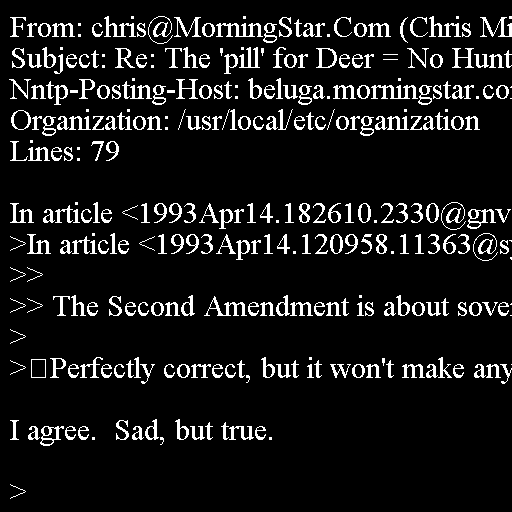 From: chris@MorningStar.Com (Chris Mi
Subject: Re: The 'pill' for Deer = No Hunt
Nntp-Posting-Host: beluga.morningstar.co
Organization: /usr/local/etc/organization
Lines: 79

In article <1993Apr14.182610.2330@gnv
>In article <1993Apr14.120958.11363@sy
>>
>> The Second Amendment is about sove
>
>▯Perfectly correct, but it won't make any
I agree.  Sad, but true.

>